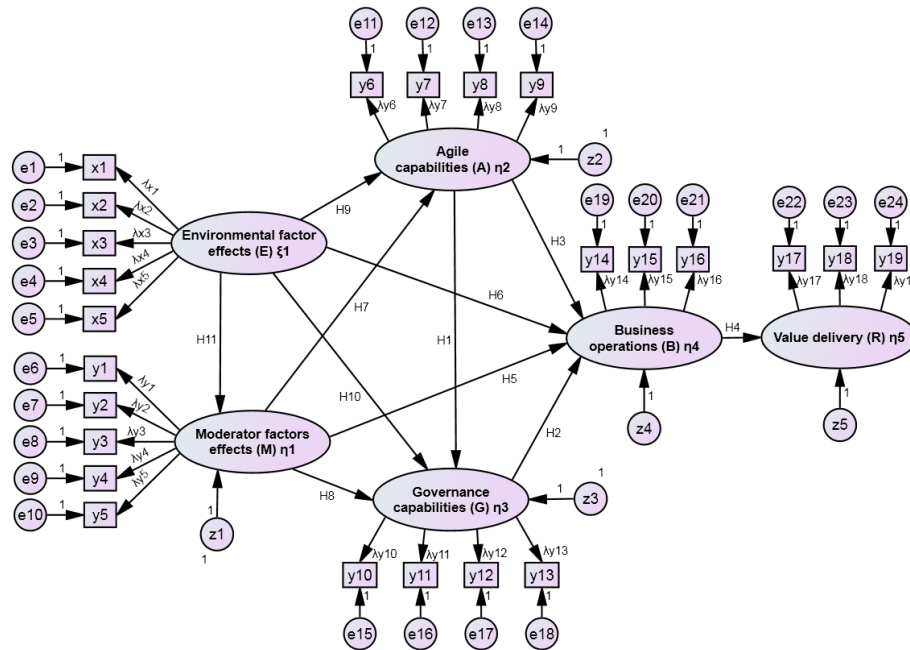 e11 e12 e13 e14
1 1 1 1
y6 y7 y8 y9
λy6 λy7 λy8 λy9
Agile
capabilities (A) η2
1 z2 1
e1 1 x1 λx1
e2 1 x2 λx2
e3 1 x3 λx3
e4 1 x4 λx4
e5 1 x5 λx5
Environmental factor
effects (E) ξ1
H9
H3
H7
H6
H1
H11
H10
H5
H2
H8
H4
e19 e20 e21
1 1 1
y14 y15 y16
λy14 λy15 λy16
Business
operations (B) η4
1
z4
e22 e23 e24
1 1 1
y17 y18 y19
λy17 λy18 λy1
Value delivery (R) η5
1
z5
e6 1 y1 λy1
e7 1 y2 λy2
e8 1 y3 λy3
e9 1 y4 λy4
e10 1 y5 λy5
Moderator factors
effects (M) η1
1
z1
1
Governance
capabilities (G) η3
1 z3 1
λy10 λy11 λy12 λy13
y10 y11 y12 y13
1 1 1 1
e15 e16 e17 e18